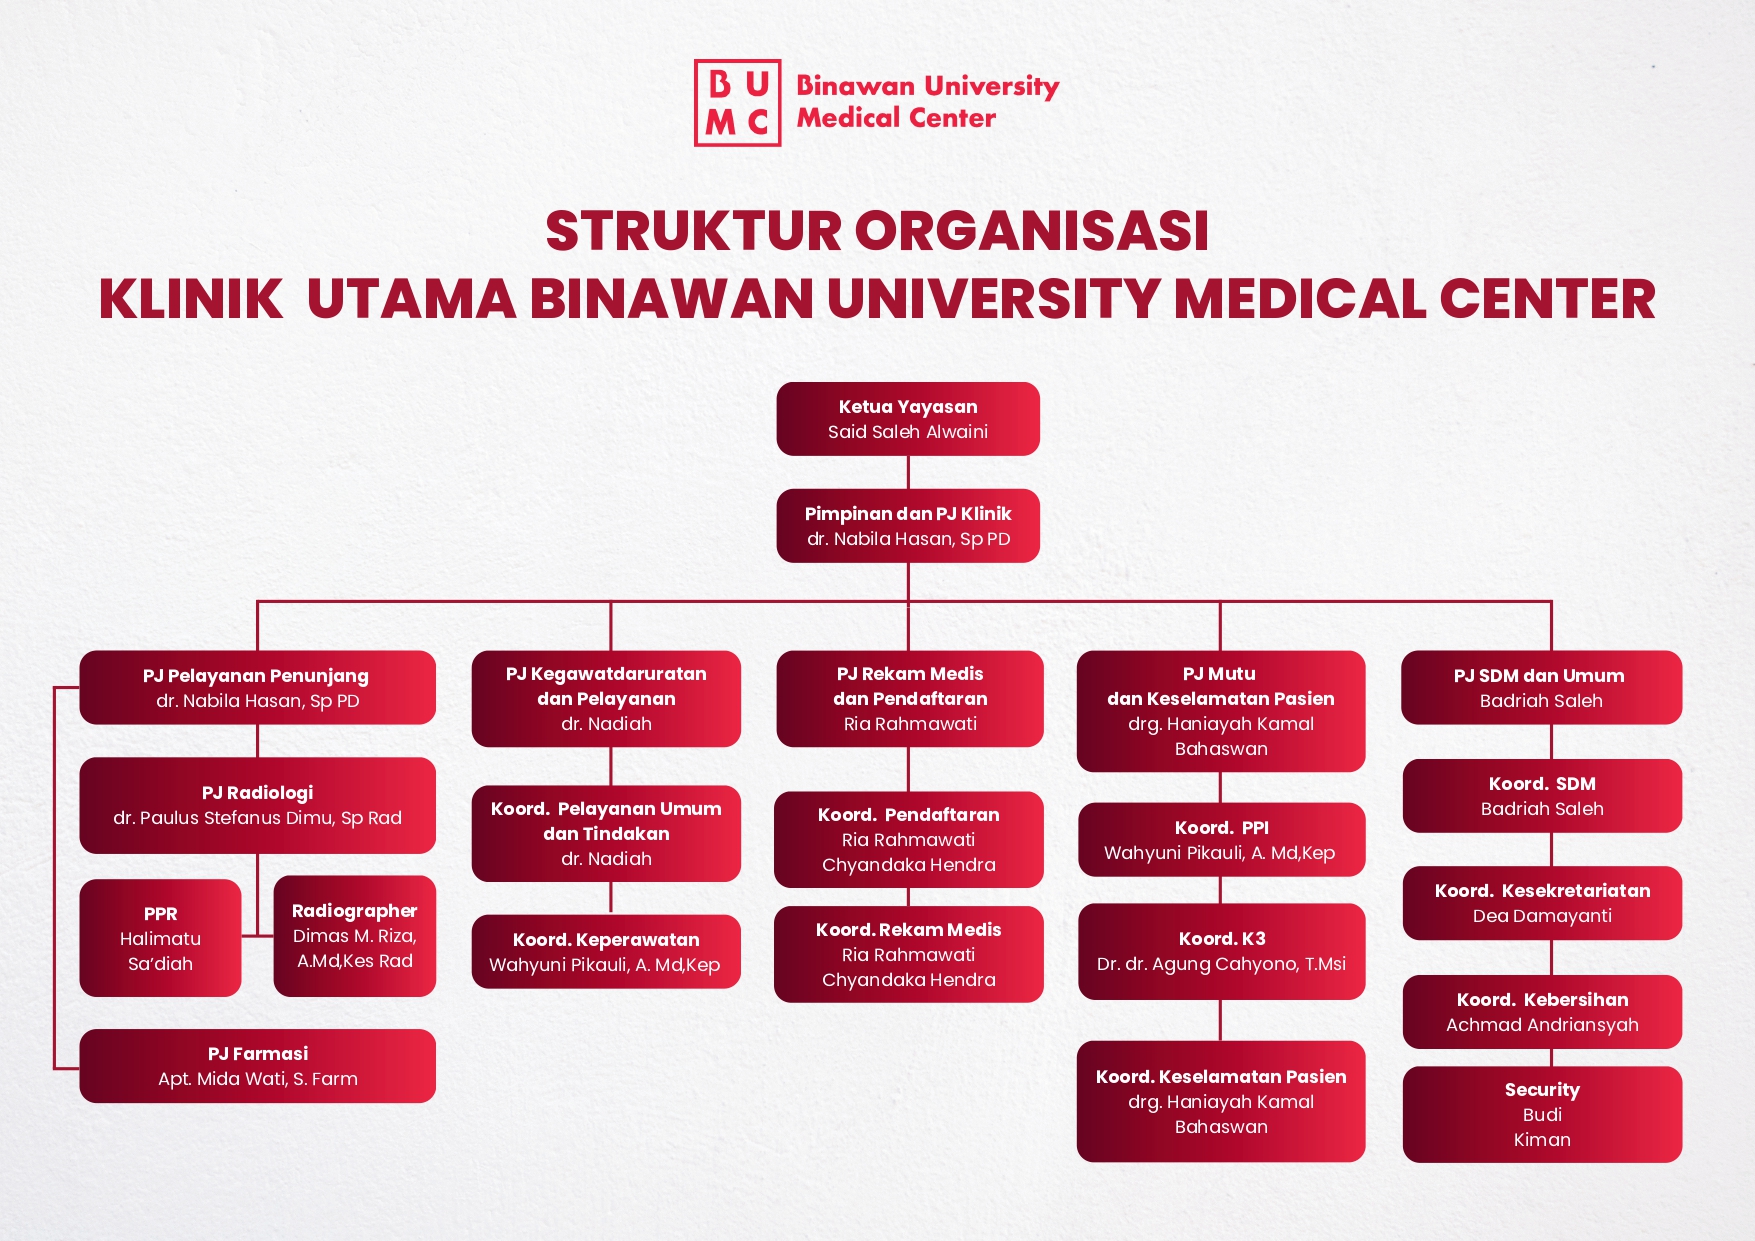 B U
M C
Binawan University
Medical Center
STRUKTUR ORGANISASI
KLINIK UTAMA BINAWAN UNIVERSITY MEDICAL CENTER
Ketua Yayasan
Said Saleh Alwaini
Pimpinan dan PJ Klinik
dr. Nabila Hasan, Sp PD
PJ Pelayanan Penunjang
dr. Nabila Hasan, Sp PD
PJ Radiologi
dr. Paulus Stefanus Dimu, Sp Rad
PPR
Halimatu
Sa’diah
Radiographer
Dimas M. Riza,
A.Md,Kes Rad
PJ Farmasi
Apt. Mida Wati, S. Farm
PJ Kegawatdaruratan
dan Pelayanan
dr. Nadiah
Koord. Pelayanan Umum
dan Tindakan
dr. Nadiah
Koord. Keperawatan
Wahyuni Pikauli, A. Md,Kep
PJ Rekam Medis
dan Pendaftaran
Ria Rahmawati
Koord. Pendaftaran
Ria Rahmawati
Chyandaka Hendra
Koord. Rekam Medis
Ria Rahmawati
Chyandaka Hendra
PJ Mutu
dan Keselamatan Pasien
drg. Haniayah Kamal
Bahaswan
Koord. PPI
Wahyuni Pikauli, A. Md,Kep
Koord. K3
Dr. dr. Agung Cahyono, T.Msi
Koord. Keselamatan Pasien
drg. Haniayah Kamal
Bahaswan
PJ SDM dan Umum
Badriah Saleh
Koord. SDM
Badriah Saleh
Koord. Kesekretariatan
Dea Damayanti
Koord. Kebersihan
Achmad Andriansyah
Security
Budi
Kiman